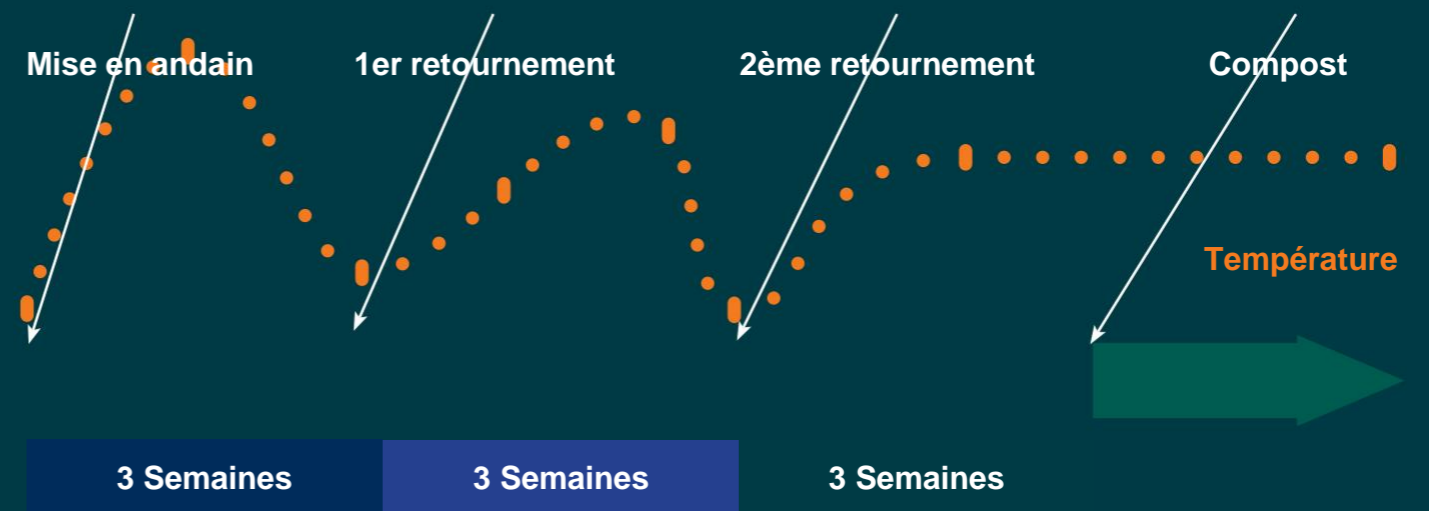 Mise en andain
1er retournement
2ème retournement
Compost
Température
3 Semaines
3 Semaines
3 Semaines